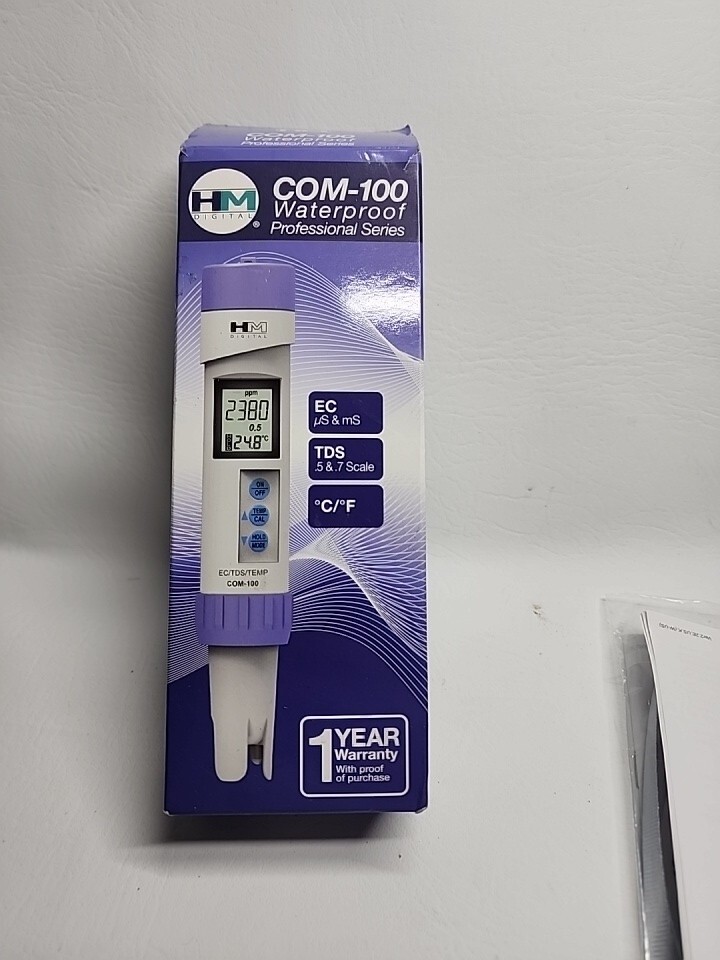 COM-100
Waterproof
Professional Series
HM
DIGITAL
®
COM-100
Waterproof
Professional Series
HM
DIGITAL
ppm
2380
0.5
24.8°C
ON
OFF
TEMP
CAL
HOLD
MODE
EC/TDS/TEMP
COM-100
EC
µS & mS
TDS
.5 & .7 Scale
°C/°F
1 YEAR
Warranty
With proof
of purchase